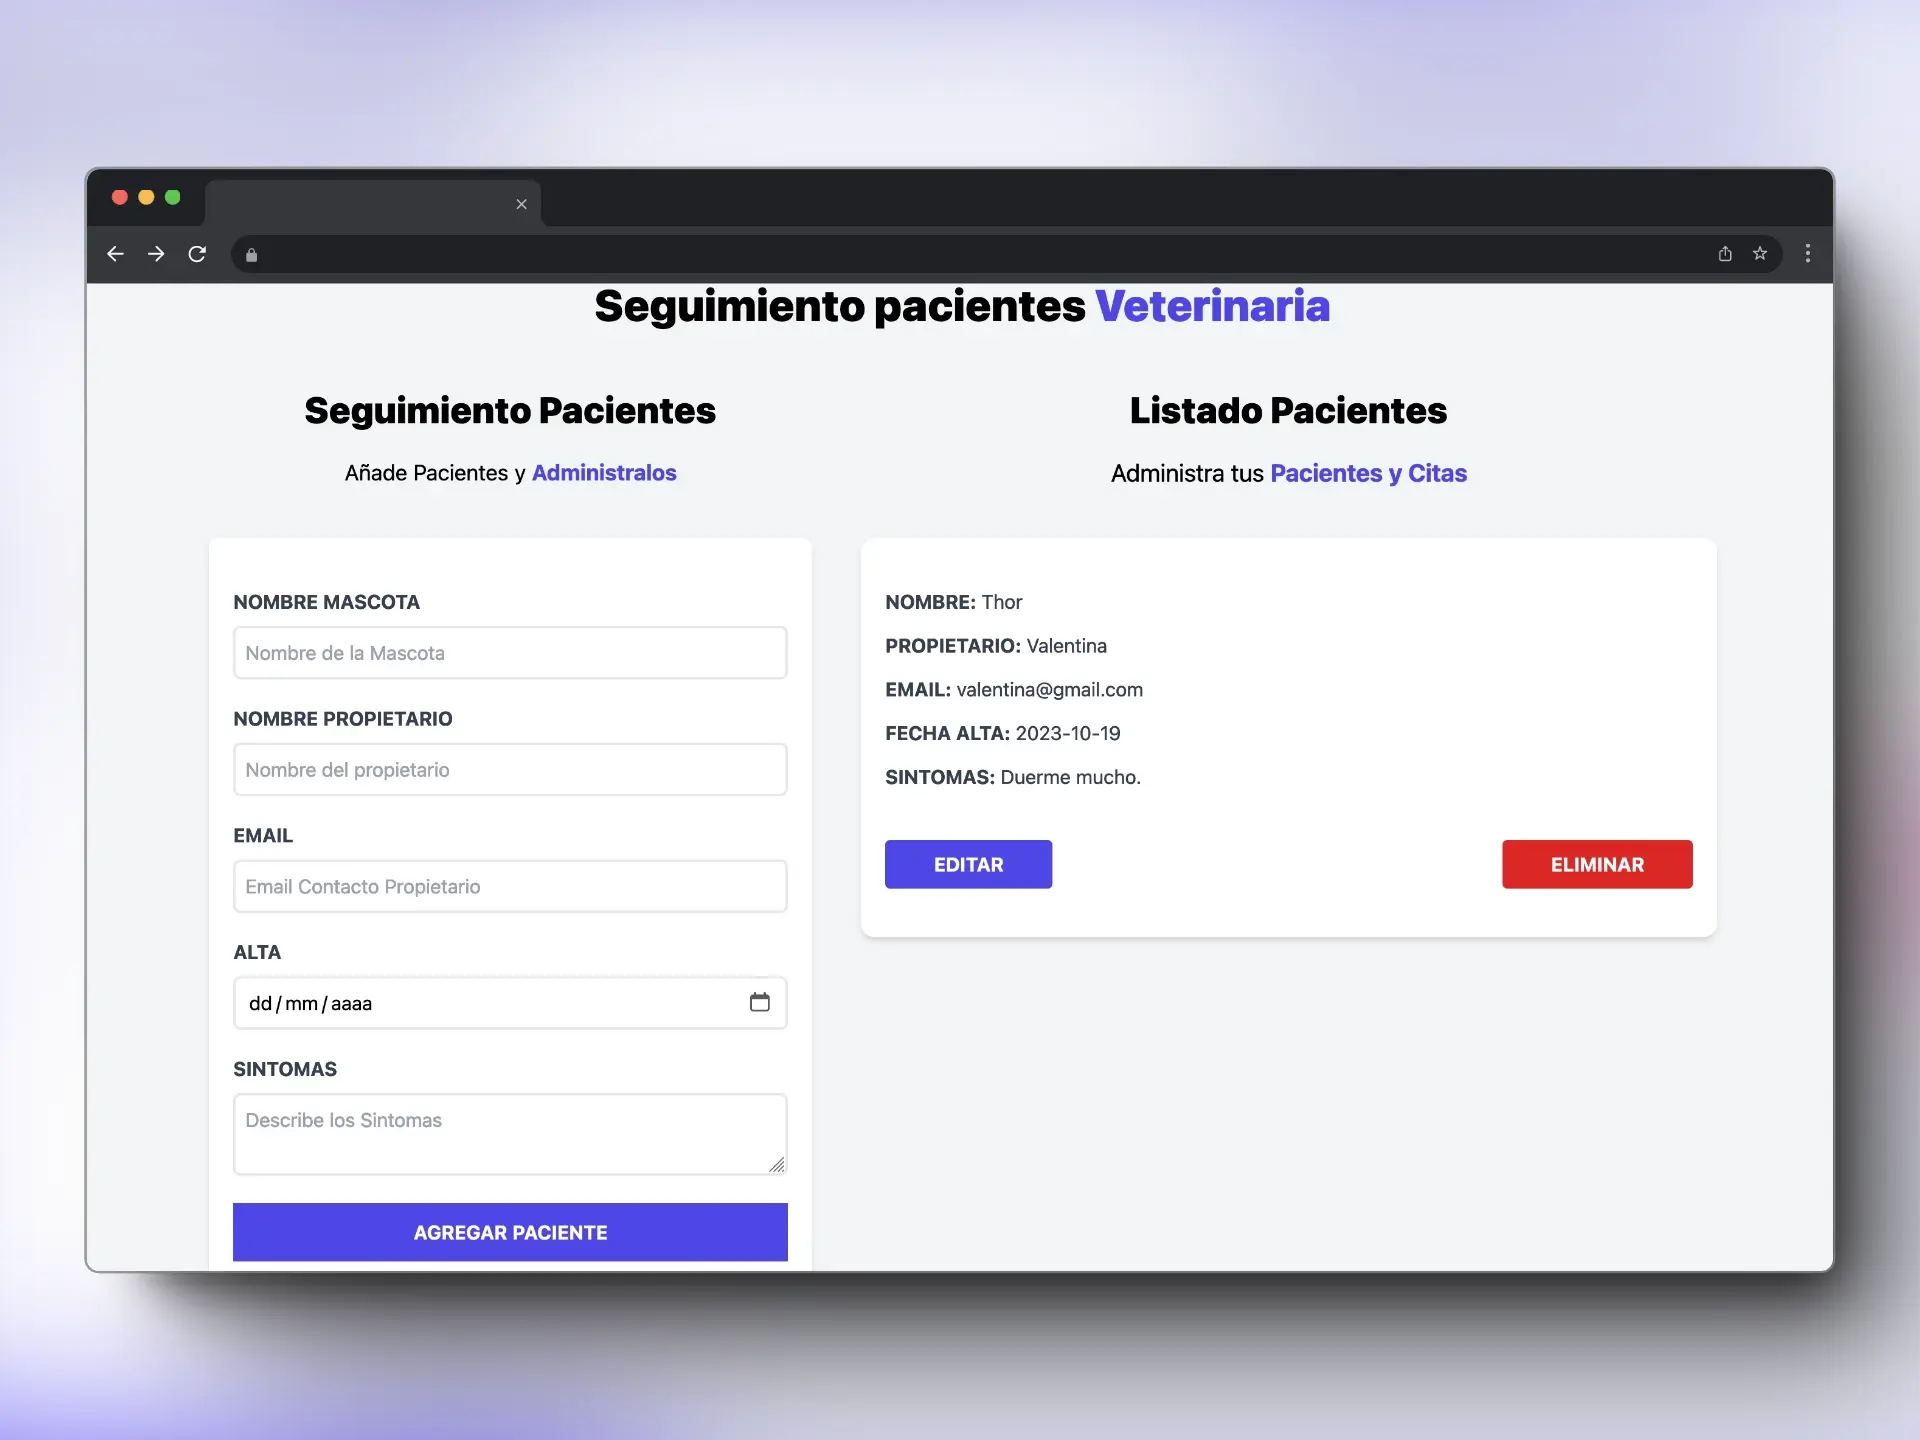 Seguimiento pacientes Veterinaria
Seguimiento Pacientes
Añade Pacientes y Administralos
NOMBRE MASCOTA
Nombre de la Mascota
NOMBRE PROPIETARIO
Nombre del propietario
EMAIL
Email Contacto Propietario
ALTA
dd/mm/aaaa
SINTOMAS
Describe los Sintomas
AGREGAR PACIENTE
Listado Pacientes
Administra tus Pacientes y Citas
NOMBRE: Thor
PROPIETARIO: Valentina
EMAIL: valentina@gmail.com
FECHA ALTA: 2023-10-19
SINTOMAS: Duerme mucho.
EDITAR
ELIMINAR